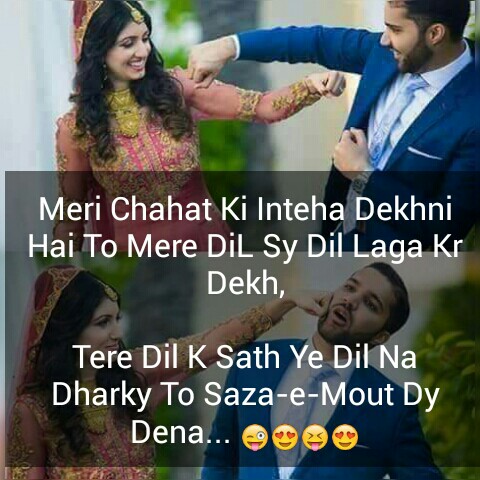 Meri Chahat Ki Inteha Dekhni
Hai To Mere DiL Sy Dil Laga Kr
Dekh,
Tere Dil K Sath Ye Dil Na
Dharky To Saza-e-Mout Dy
Dena... 😜😍😝😍